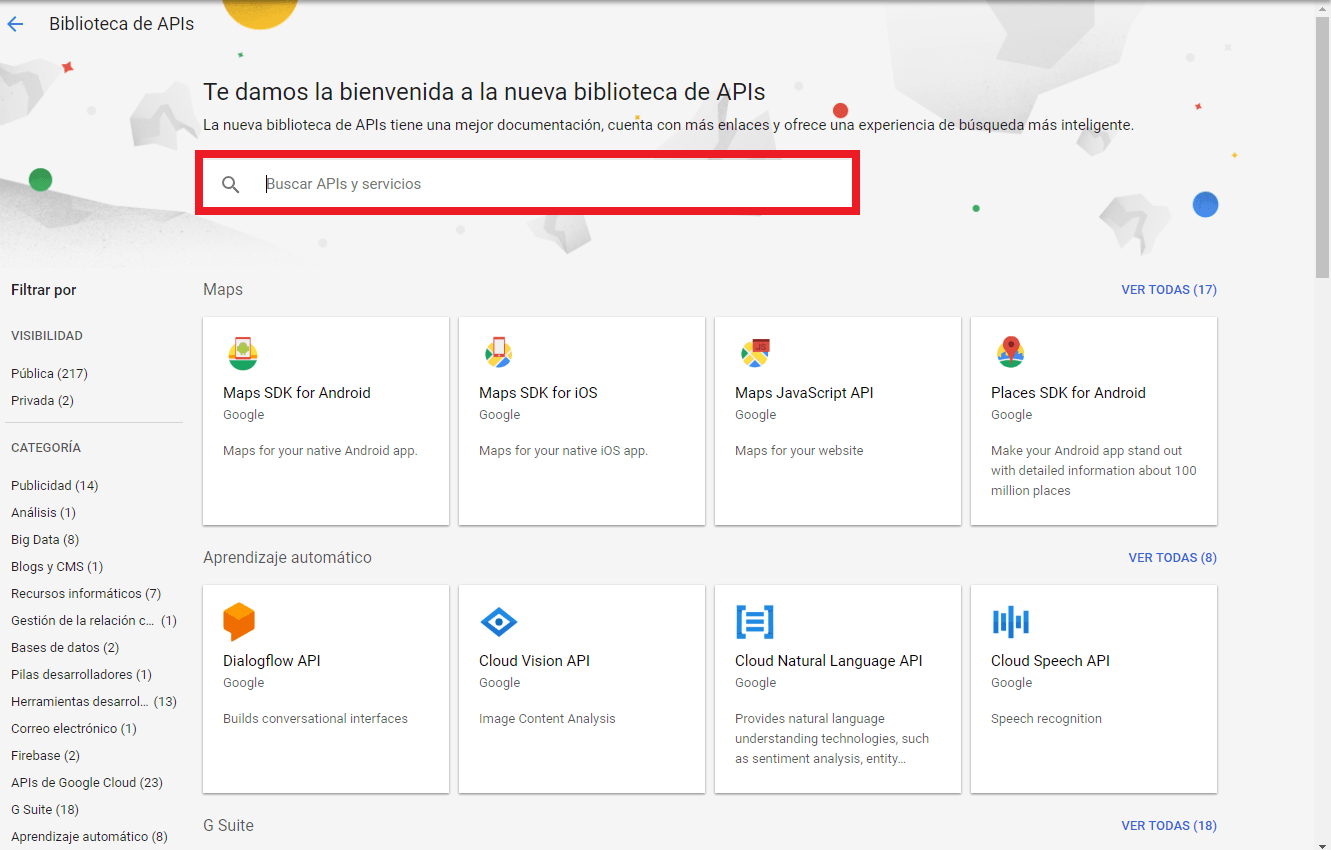 Biblioteca de APIs
Te damos la bienvenida a la nueva biblioteca de APIs
La nueva biblioteca de APIs tiene una mejor documentación, cuenta con más enlaces y ofrece una experiencia de búsqueda más inteligente.
Buscar APIs y servicios
Filtrar por
VISIBILIDAD
Pública (217)
Privada (2)
CATEGORÍA
Publicidad (14)
Análisis (1)
Big Data (8)
Blogs y CMS (1)
Recursos informáticos (7)
Gestión de la relación c... (1)
Bases de datos (2)
Pilas desarrolladores (1)
Herramientas desarrol... (13)
Correo electrónico (1)
Firebase (2)
APIs de Google Cloud (23)
G Suite (18)
Aprendizaje automático (8)
Maps
VER TODAS (17)
Maps SDK for Android
Google
Maps for your native Android app.
Maps SDK for iOS
Google
Maps for your native iOS app.
JS
Maps JavaScript API
Google
Maps for your website
Places SDK for Android
Google
Make your Android app stand out
with detailed information about 100
million places
Aprendizaje automático
VER TODAS (8)
Dialogflow API
Google
Builds conversational interfaces
Cloud Vision API
Google
Image Content Analysis
Cloud Natural Language API
Google
Provides natural language
understanding technologies, such
as sentiment analysis, entity...
Cloud Speech API
Google
Speech recognition
G Suite
VER TODAS (18)